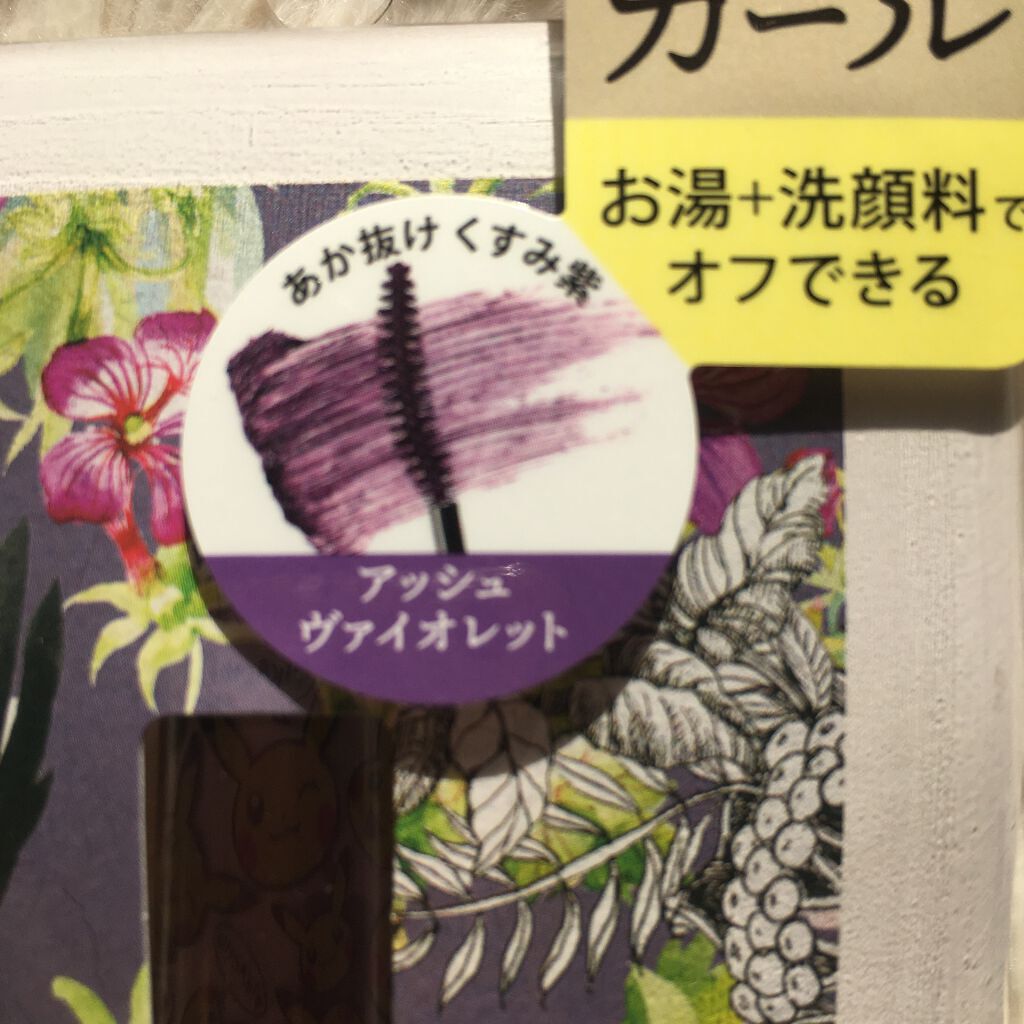 カール
お湯+洗顔料で
オフできる
あか抜けくすみ紫
アッシュ
ヴァイオレット